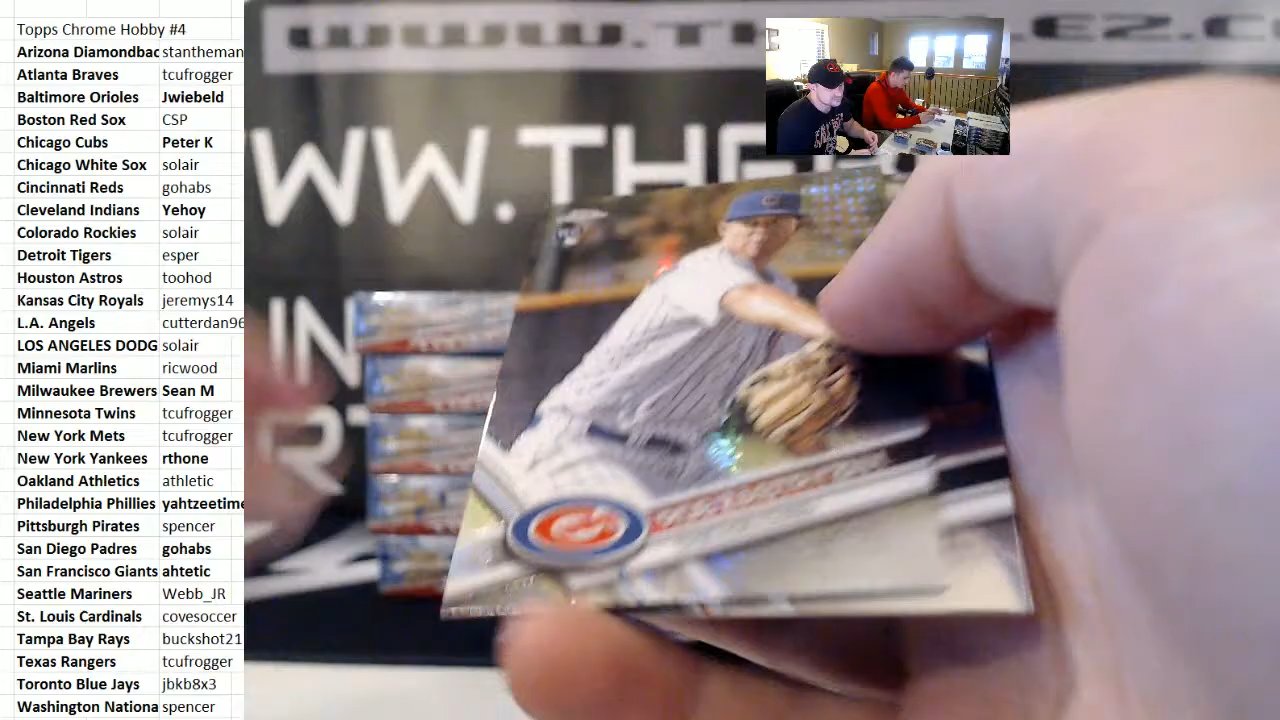 Topps Chrome Hobby #4
Arizona Diamondbac stantheman
Atlanta Braves tcufrogger
Baltimore Orioles Jwiebeld
Boston Red Sox CSP
Chicago Cubs Peter K
Chicago White Sox solair
Cincinnati Reds gohabs
Cleveland Indians Yehoy
Colorado Rockies solair
Detroit Tigers esper
Houston Astros toohod
Kansas City Royals jeremys14
L.A. Angels cutterdan96
LOS ANGELES DODG solair
Miami Marlins ricwood
Milwaukee Brewers Sean M
Minnesota Twins tcufrogger
New York Mets tcufrogger
New York Yankees rthone
Oakland Athletics athletic
Philadelphia Phillies yahtzeetime
Pittsburgh Pirates spencer
San Diego Padres gohabs
San Francisco Giants ahtetic
Seattle Mariners Webb_JR
St. Louis Cardinals covesoccer
Tampa Bay Rays buckshot21
Texas Rangers tcufrogger
Toronto Blue Jays jbkb8x3
Washington Nationa spencer
WW.THE
IN